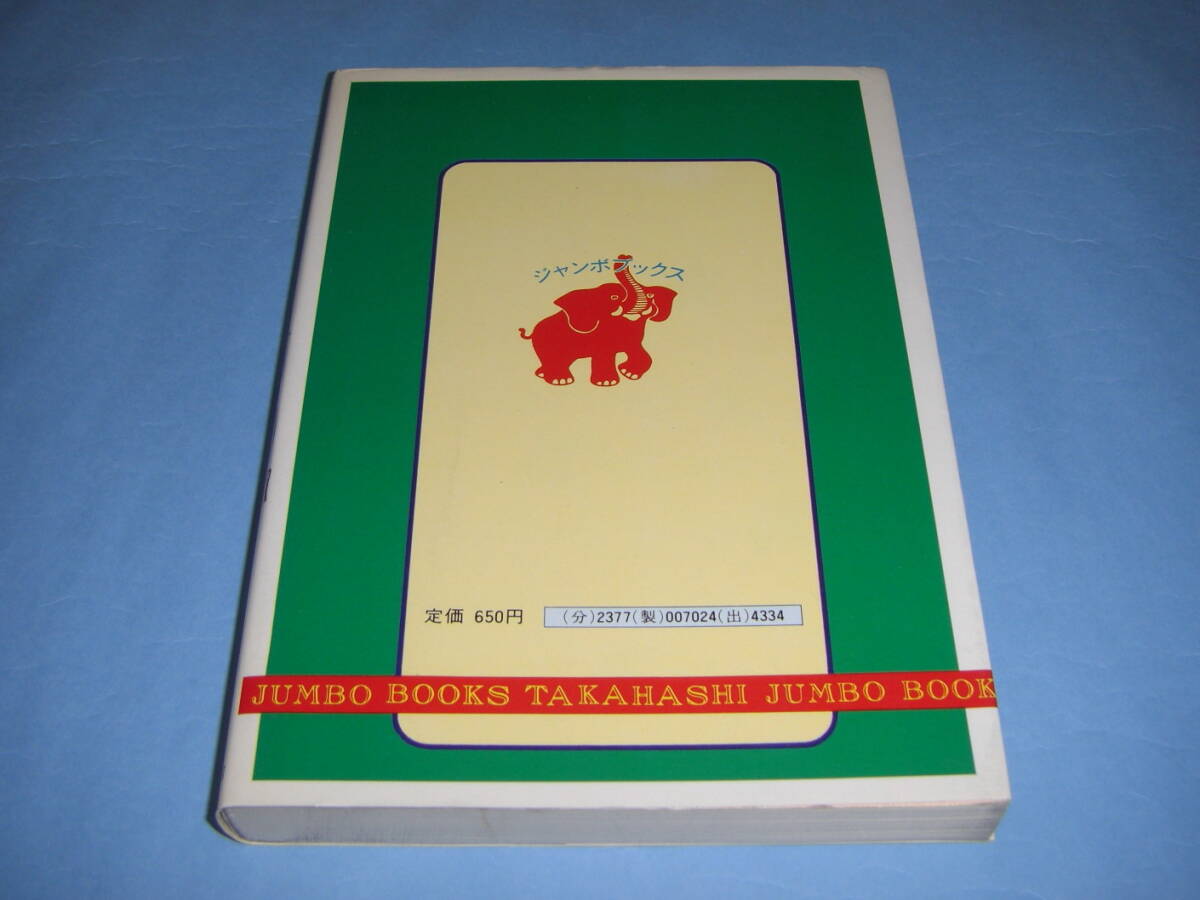 ジャンボブックス
定価 650円
(分)2377(製)007024(出)4334
JUMBO BOOKS TAKAHASHI JUMBO BOOK